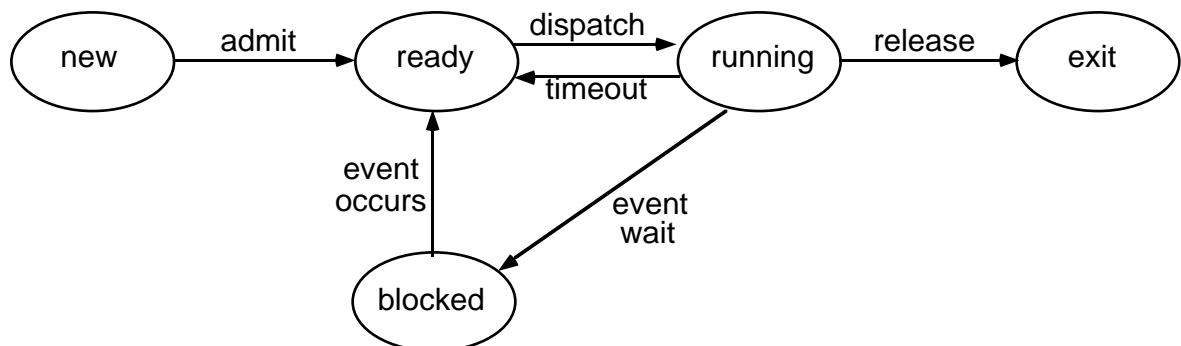 new
admit
ready
dispatch
timeout
running
release
exit
event
occurs
event
wait
blocked